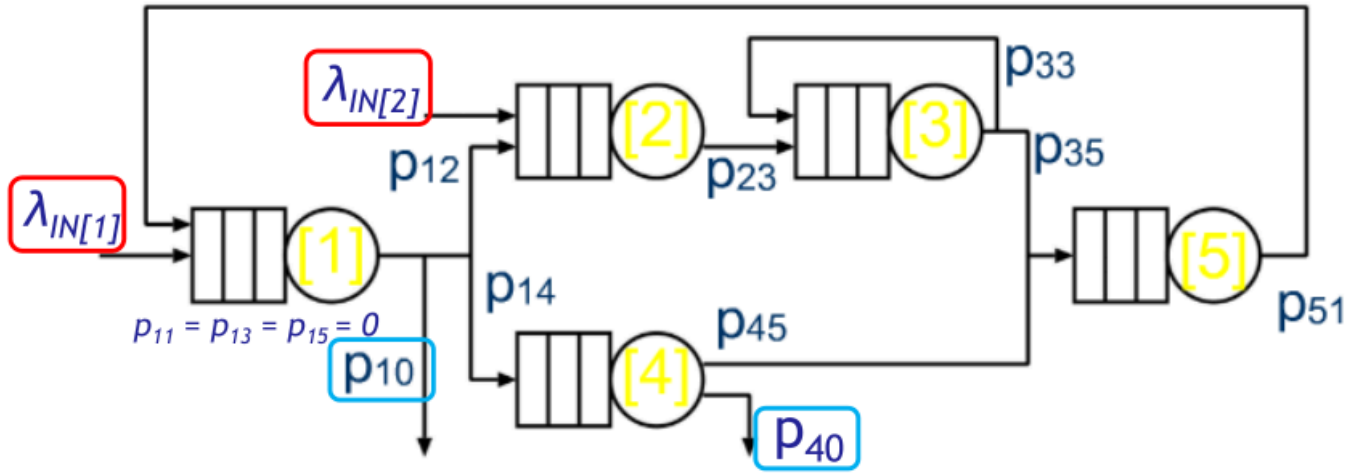 λIN[2]
p33
[2]
[3]
p12
p23
p35
λIN[1]
[1]
p14
[5]
p11 = p13 = p15 = 0
p45
p51
p10
[4]
p40